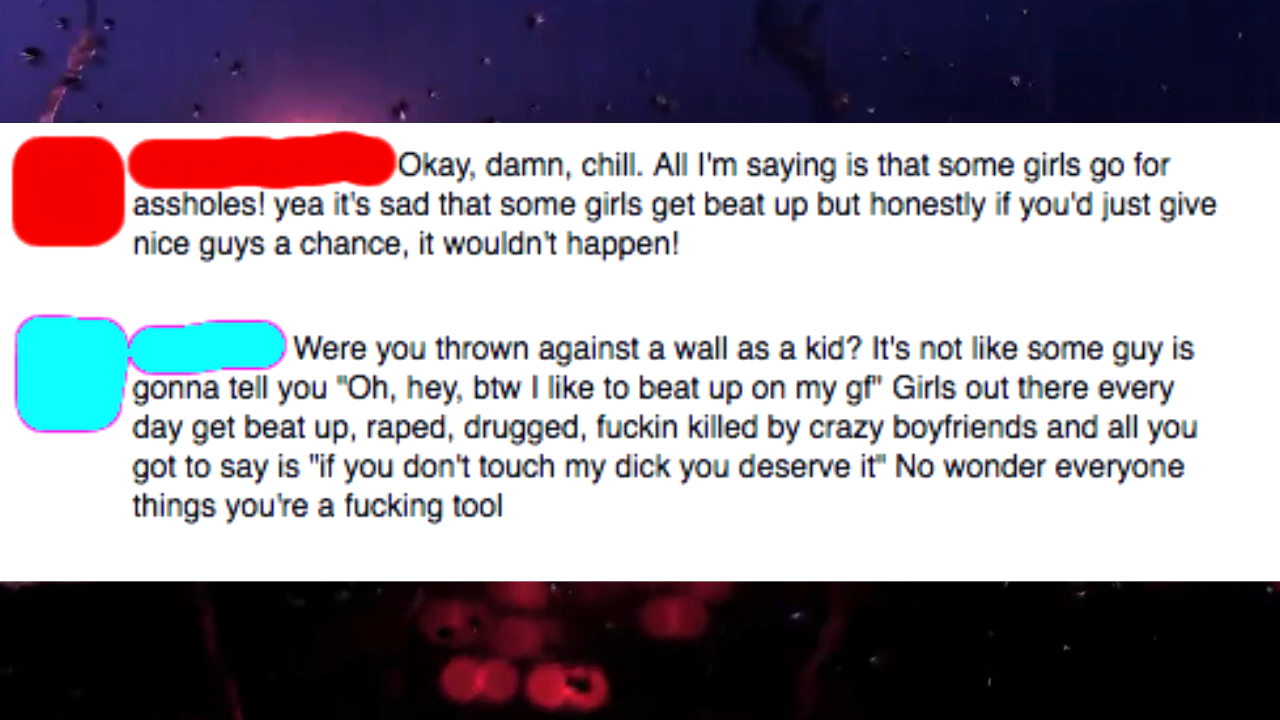 Okay, damn, chill. All I'm saying is that some girls go for
assholes! yea it's sad that some girls get beat up but honestly if you'd just give
nice guys a chance, it wouldn't happen!
Were you thrown against a wall as a kid? It's not like some guy is
gonna tell you "Oh, hey, btw I like to beat up on my gf" Girls out there every
day get beat up, raped, drugged, fuckin killed by crazy boyfriends and all you
got to say is "if you don't touch my dick you deserve it" No wonder everyone
things you're a fucking tool